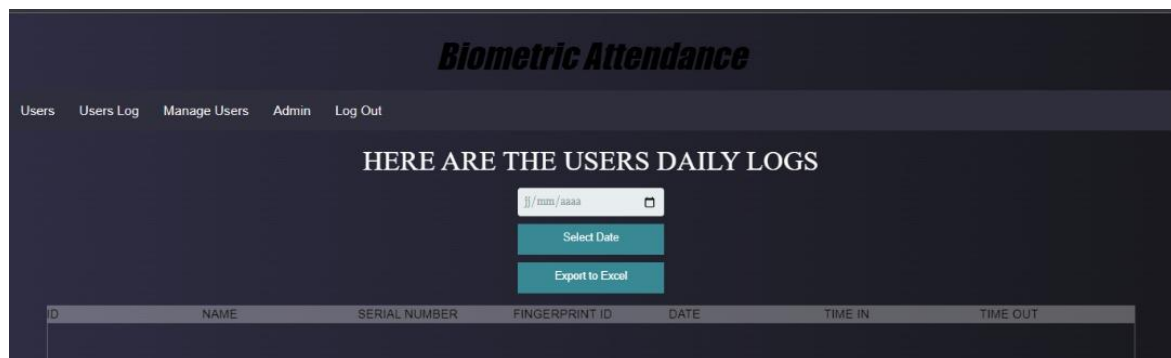 Biometric Attendance
Users Users Log Manage Users Admin Log Out
HERE ARE THE USERS DAILY LOGS
jj/mm/aaaa
Select Date
Export to Excel
ID NAME SERIAL NUMBER FINGERPRINT ID DATE TIME IN TIME OUT